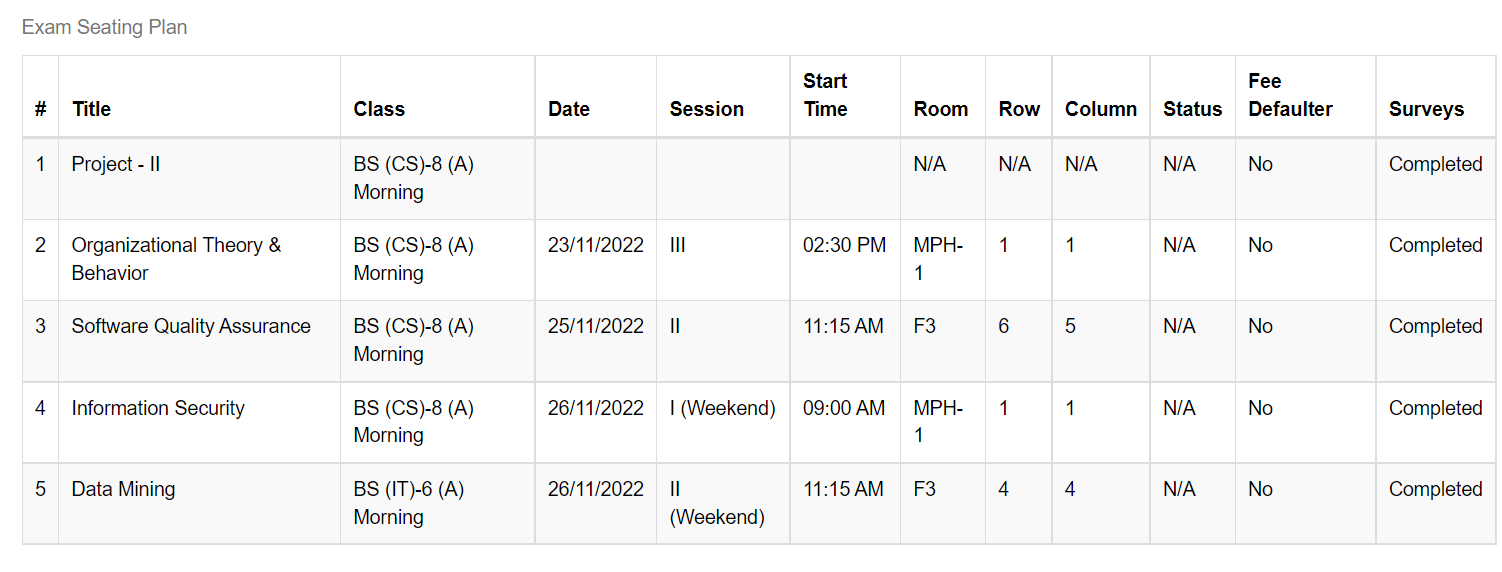 Exam Seating Plan
# Title Class Date Session Start Time Room Row Column Status Fee Defaulter Surveys
1 Project - II BS (CS)-8 (A) Morning N/A N/A N/A N/A No Completed
2 Organizational Theory & Behavior BS (CS)-8 (A) Morning 23/11/2022 III 02:30 PM MPH-1 1 1 N/A No Completed
3 Software Quality Assurance BS (CS)-8 (A) Morning 25/11/2022 II 11:15 AM F3 6 5 N/A No Completed
4 Information Security BS (CS)-8 (A) Morning 26/11/2022 I (Weekend) 09:00 AM MPH-1 1 1 N/A No Completed
5 Data Mining BS (IT)-6 (A) Morning 26/11/2022 II (Weekend) 11:15 AM F3 4 4 N/A No Completed